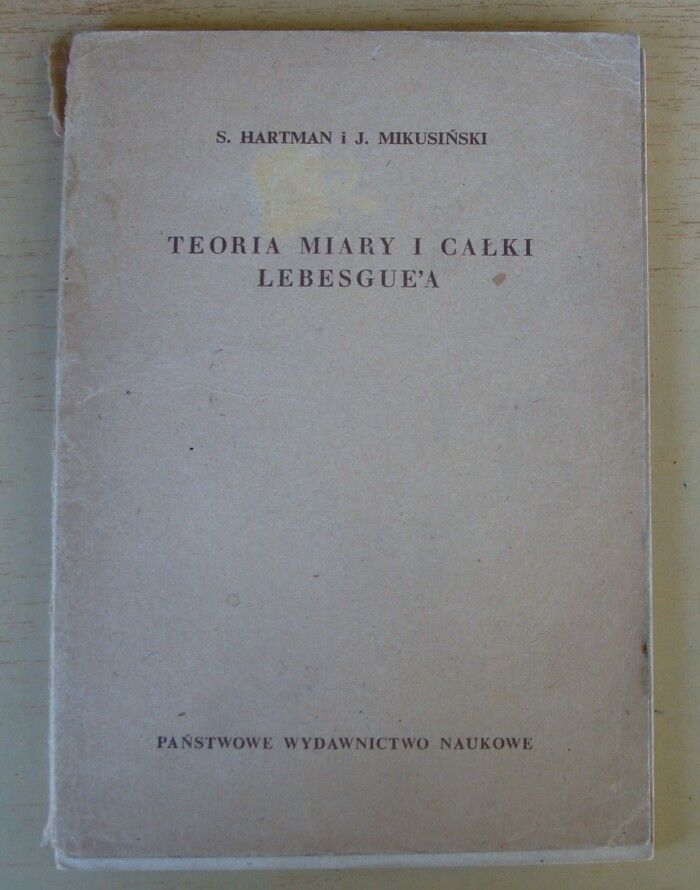 S. HARTMAN i J. MIKUSIŃSKI
TEORIA MIARY I CAŁKI
LEBESGUE'A
PAŃSTWOWE WYDAWNICTWO NAUKOWE